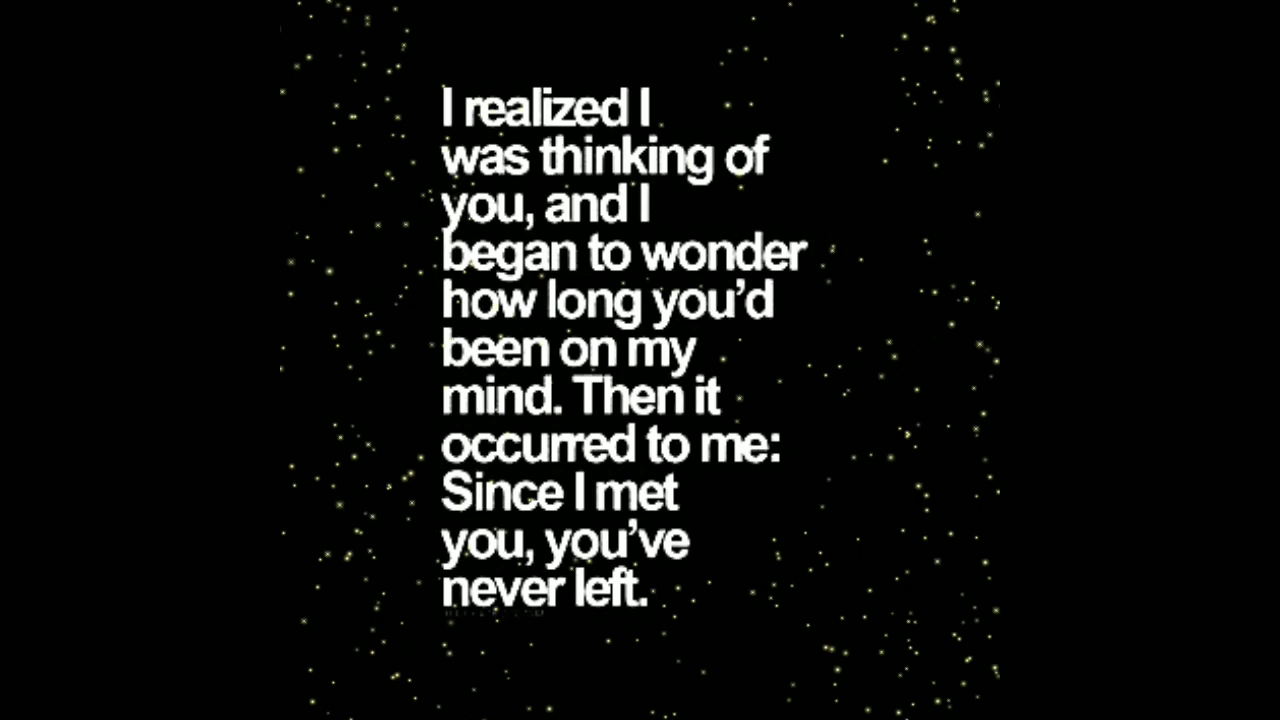 I realized I
was thinking of
you, and I
began to wonder
how long you’d
been on my
mind. Then it
occurred to me:
Since I met
you, you’ve
never left.